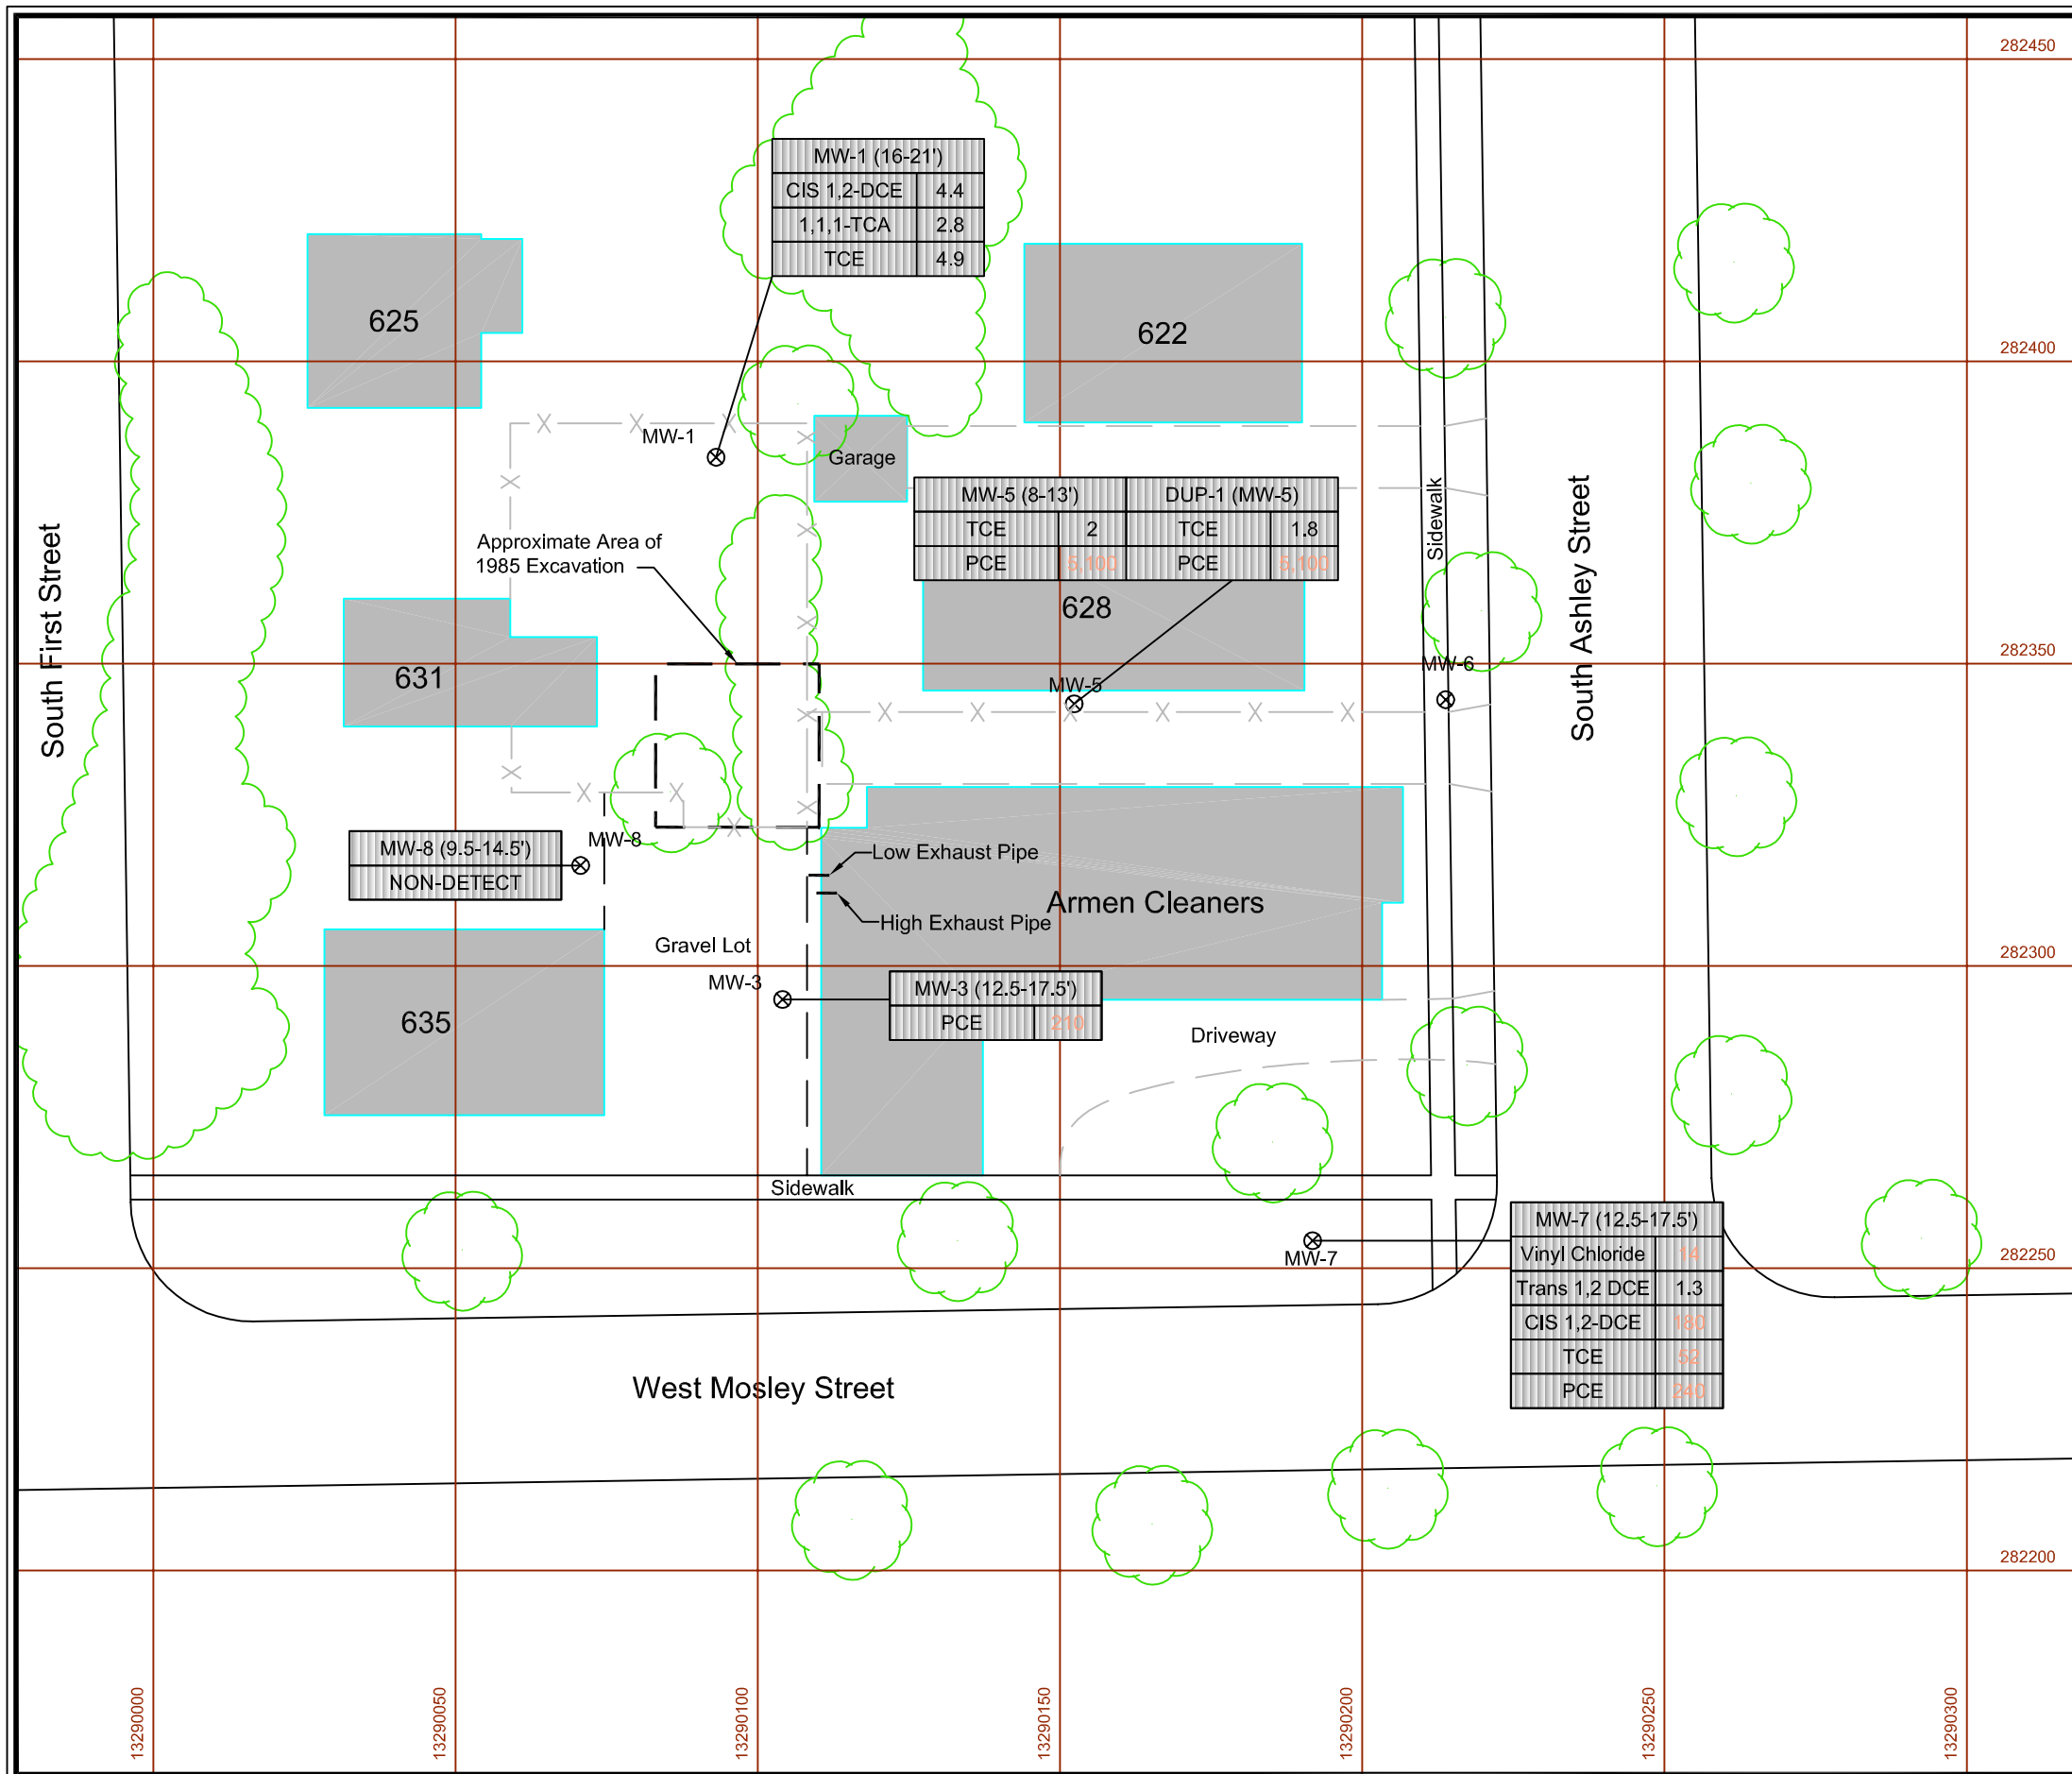 282450
MW-1 (16-21')
CIS 1,2-DCE 4.4
1,1,1-TCA 2.8
TCE 4.9
625
622
282400
MW-1
Garage
MW-5 (8-13') DUP-1 (MW-5)
TCE 2 TCE 1.8
PCE 5,100 PCE 5,100
Sidewalk
South First Street
South Ashley Street
Approximate Area of
1985 Excavation
628
282350
631
MW-5
MW-6
MW-8 (9.5-14.5')
NON-DETECT
MW-8
Low Exhaust Pipe
High Exhaust Pipe
Armen Cleaners
Gravel Lot
282300
MW-3
MW-3 (12.5-17.5')
PCE 210
635
Driveway
Sidewalk
MW-7 (12.5-17.5')
Vinyl Chloride 14
Trans 1,2 DCE 1.3
CIS 1,2-DCE 180
TCE 52
PCE 240
MW-7
282250
West Mosley Street
282200
13290000
13290050
13290100
13290150
13290200
13290250
13290300